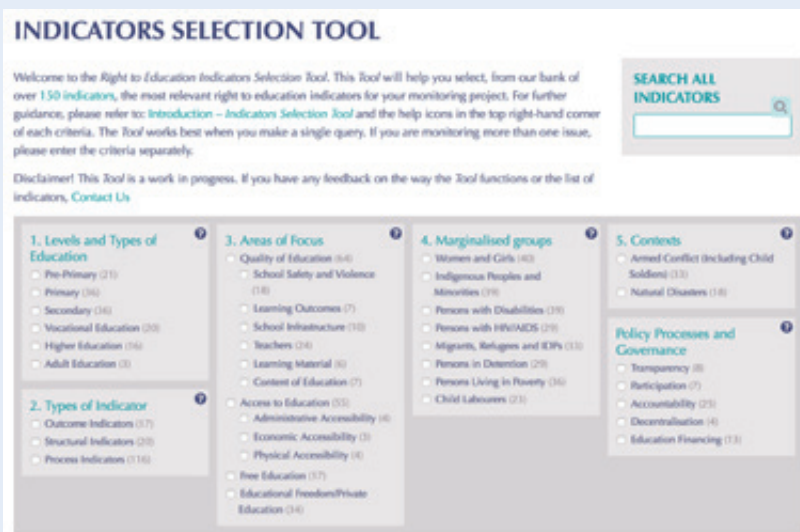 INDICATORS SELECTION TOOL
Welcome to the Right to Education Indicators Selection Tool. This Tool will help you select, from our bank of
over 150 indicators, the most relevant right to education indicators for your monitoring project. For further
guidance, please refer to: Introduction – Indicators Selection Tool and the help icons in the top right-hand corner
of each criteria. The Tool works best when you make a single query. If you are monitoring more than one issue,
please enter the criteria separately.
Disclaimer! This Tool is a work in progress. If you have any feedback on the way the Tool functions or the list of
indicators, Contact Us
SEARCH ALL
INDICATORS
1. Levels and Types of
Education
Pre-Primary (21)
Primary (36)
Secondary (36)
Vocational Education (20)
Higher Education (16)
Adult Education (3)
2. Types of Indicator
Outcome Indicators (17)
Structural Indicators (20)
Process Indicators (116)
3. Areas of Focus
Quality of Education (64)
School Safety and Violence
(18)
Learning Outcomes (7)
School Infrastructure (10)
Teachers (24)
Learning Material (6)
Content of Education (7)
Access to Education (55)
Administrative Accessibility (4)
Economic Accessibility (3)
Physical Accessibility (4)
Free Education (17)
Educational Freedom/Private
Education (14)
4. Marginalised groups
Women and Girls (40)
Indigenous Peoples and
Minorities (39)
Persons with Disabilities (39)
Persons with HIV/AIDS (29)
Migrants, Refugees and IDPs (33)
Persons in Detention (29)
Persons Living in Poverty (36)
Child Labourers (23)
5. Contexts
Armed Conflict (Including Child
Soldiers) (33)
Natural Disasters (18)
Policy Processes and
Governance
Transparency (8)
Participation (7)
Accountability (25)
Decentralisation (4)
Education Financing (13)